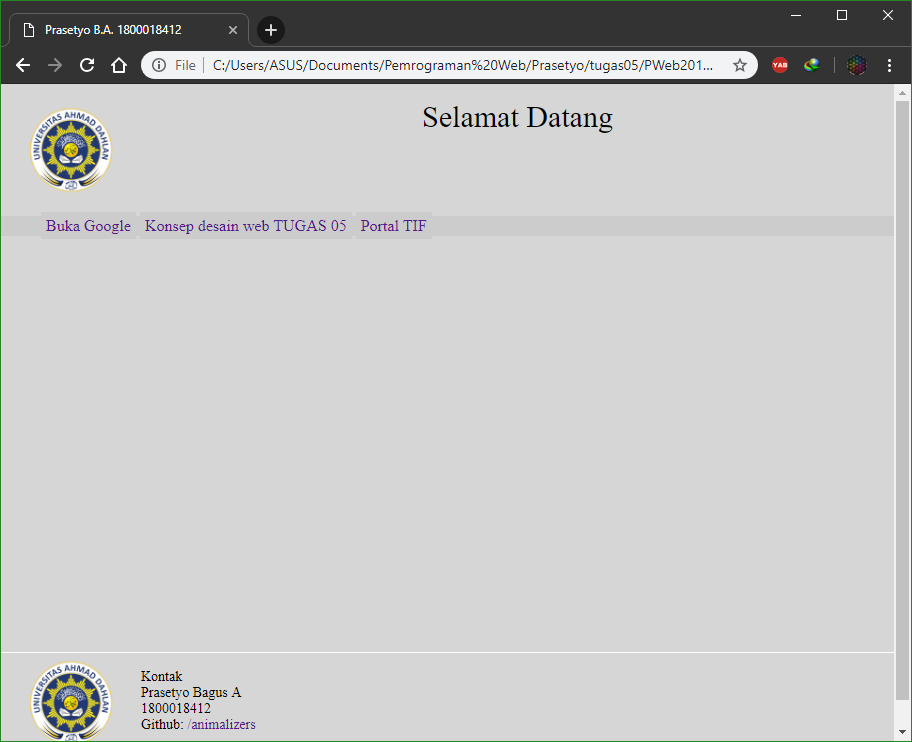 Prasetyo B.A. 1800018412
File C:/Users/ASUS/Documents/Pemrograman%20Web/Prasetyo/tugas05/PWeb201...
YAB
UNIVERSITAS AHMAD DAHLAN
Selamat Datang
Buka Google Konsep desain web TUGAS 05 Portal TIF
UNIVERSITAS AHMAD DAHLAN
Kontak
Prasetyo Bagus A
1800018412
Github: /animalizers